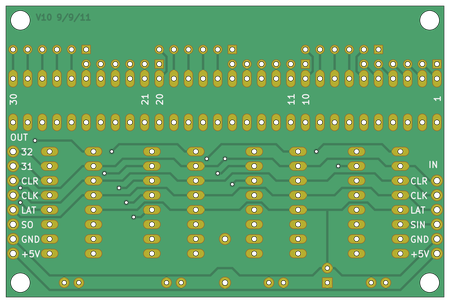 V10 9/9/11
30 21 20 11 10 1
OUT
32
31 IN
CLR CLR
CLK CLK
LAT LAT
SO SIN
GND GND
+5V +5V